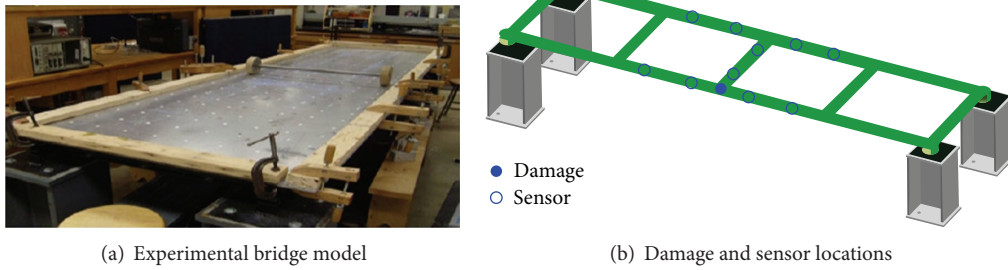 Damage
Sensor
(a) Experimental bridge model
(b) Damage and sensor locations